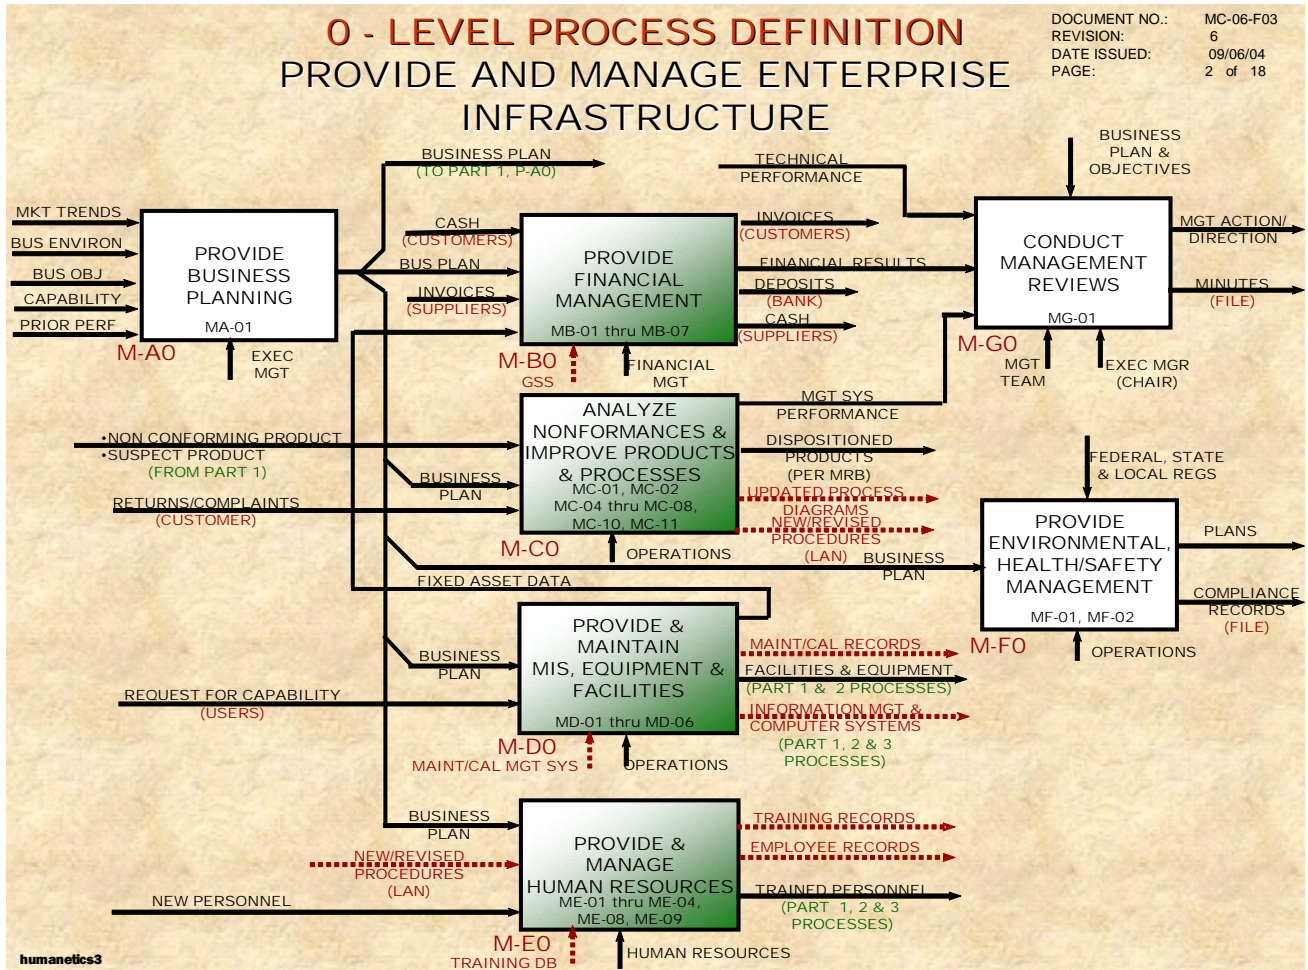 0 - LEVEL PROCESS DEFINITION
PROVIDE AND MANAGE ENTERPRISE
INFRASTRUCTURE
DOCUMENT NO.: MC-06-F03
REVISION: 6
DATE ISSUED: 09/06/04
PAGE: 2 of 18
BUSINESS PLAN
(TO PART 1, P-A0)
TECHNICAL
PERFORMANCE
BUSINESS
PLAN &
OBJECTIVES
MKT TRENDS
BUS ENVIRON
BUS OBJ
CAPABILITY
PRIOR PERF
PROVIDE
BUSINESS
PLANNING
MA-01
M-A0
EXEC
MGT
CASH
(CUSTOMERS)
BUS PLAN
INVOICES
(SUPPLIERS)
PROVIDE
FINANCIAL
MANAGEMENT
MB-01 thru MB-07
M-B0
GSS
FINANCIAL
MGT
INVOICES
(CUSTOMERS)
FINANCIAL RESULTS
DEPOSITS
(BANK)
CASH
(SUPPLIERS)
CONDUCT
MANAGEMENT
REVIEWS
MG-01
M-G0
MGT
TEAM
EXEC MGR
(CHAIR)
MGT ACTION/
DIRECTION
MINUTES
(FILE)
•NON CONFORMING PRODUCT
•SUSPECT PRODUCT
(FROM PART 1)
RETURNS/COMPLAINTS
(CUSTOMER)
BUSINESS
PLAN
ANALYZE
NONFORMANCES &
IMPROVE PRODUCTS
& PROCESSES
MC-01, MC-02
MC-04 thru MC-08,
MC-10, MC-11
M-C0
OPERATIONS
MGT SYS
PERFORMANCE
DISPOSITIONED
PRODUCTS
(PER MRB)
UPDATED PROCESS
DIAGRAMS
NEW/REVISED
PROCEDURES
(LAN)
BUSINESS
PLAN
FEDERAL, STATE
& LOCAL REGS
PROVIDE
ENVIRONMENTAL,
HEALTH/SAFETY
MANAGEMENT
MF-01, MF-02
M-F0
OPERATIONS
PLANS
COMPLIANCE
RECORDS
(FILE)
FIXED ASSET DATA
BUSINESS
PLAN
REQUEST FOR CAPABILITY
(USERS)
PROVIDE &
MAINTAIN
MIS, EQUIPMENT &
FACILITIES
MD-01 thru MD-06
M-D0
MAINT/CAL MGT SYS
OPERATIONS
MAINT/CAL RECORDS
FACILITIES & EQUIPMENT
(PART 1 & 2 PROCESSES)
INFORMATION MGT &
COMPUTER SYSTEMS
(PART 1, 2 & 3
PROCESSES)
BUSINESS
PLAN
NEW/REVISED
PROCEDURES
(LAN)
NEW PERSONNEL
PROVIDE &
MANAGE
HUMAN RESOURCES
ME-01 thru ME-04,
ME-08, ME-09
M-E0
TRAINING DB
HUMAN RESOURCES
TRAINING RECORDS
EMPLOYEE RECORDS
TRAINED PERSONNEL
(PART 1, 2 & 3
PROCESSES)
humanetics3